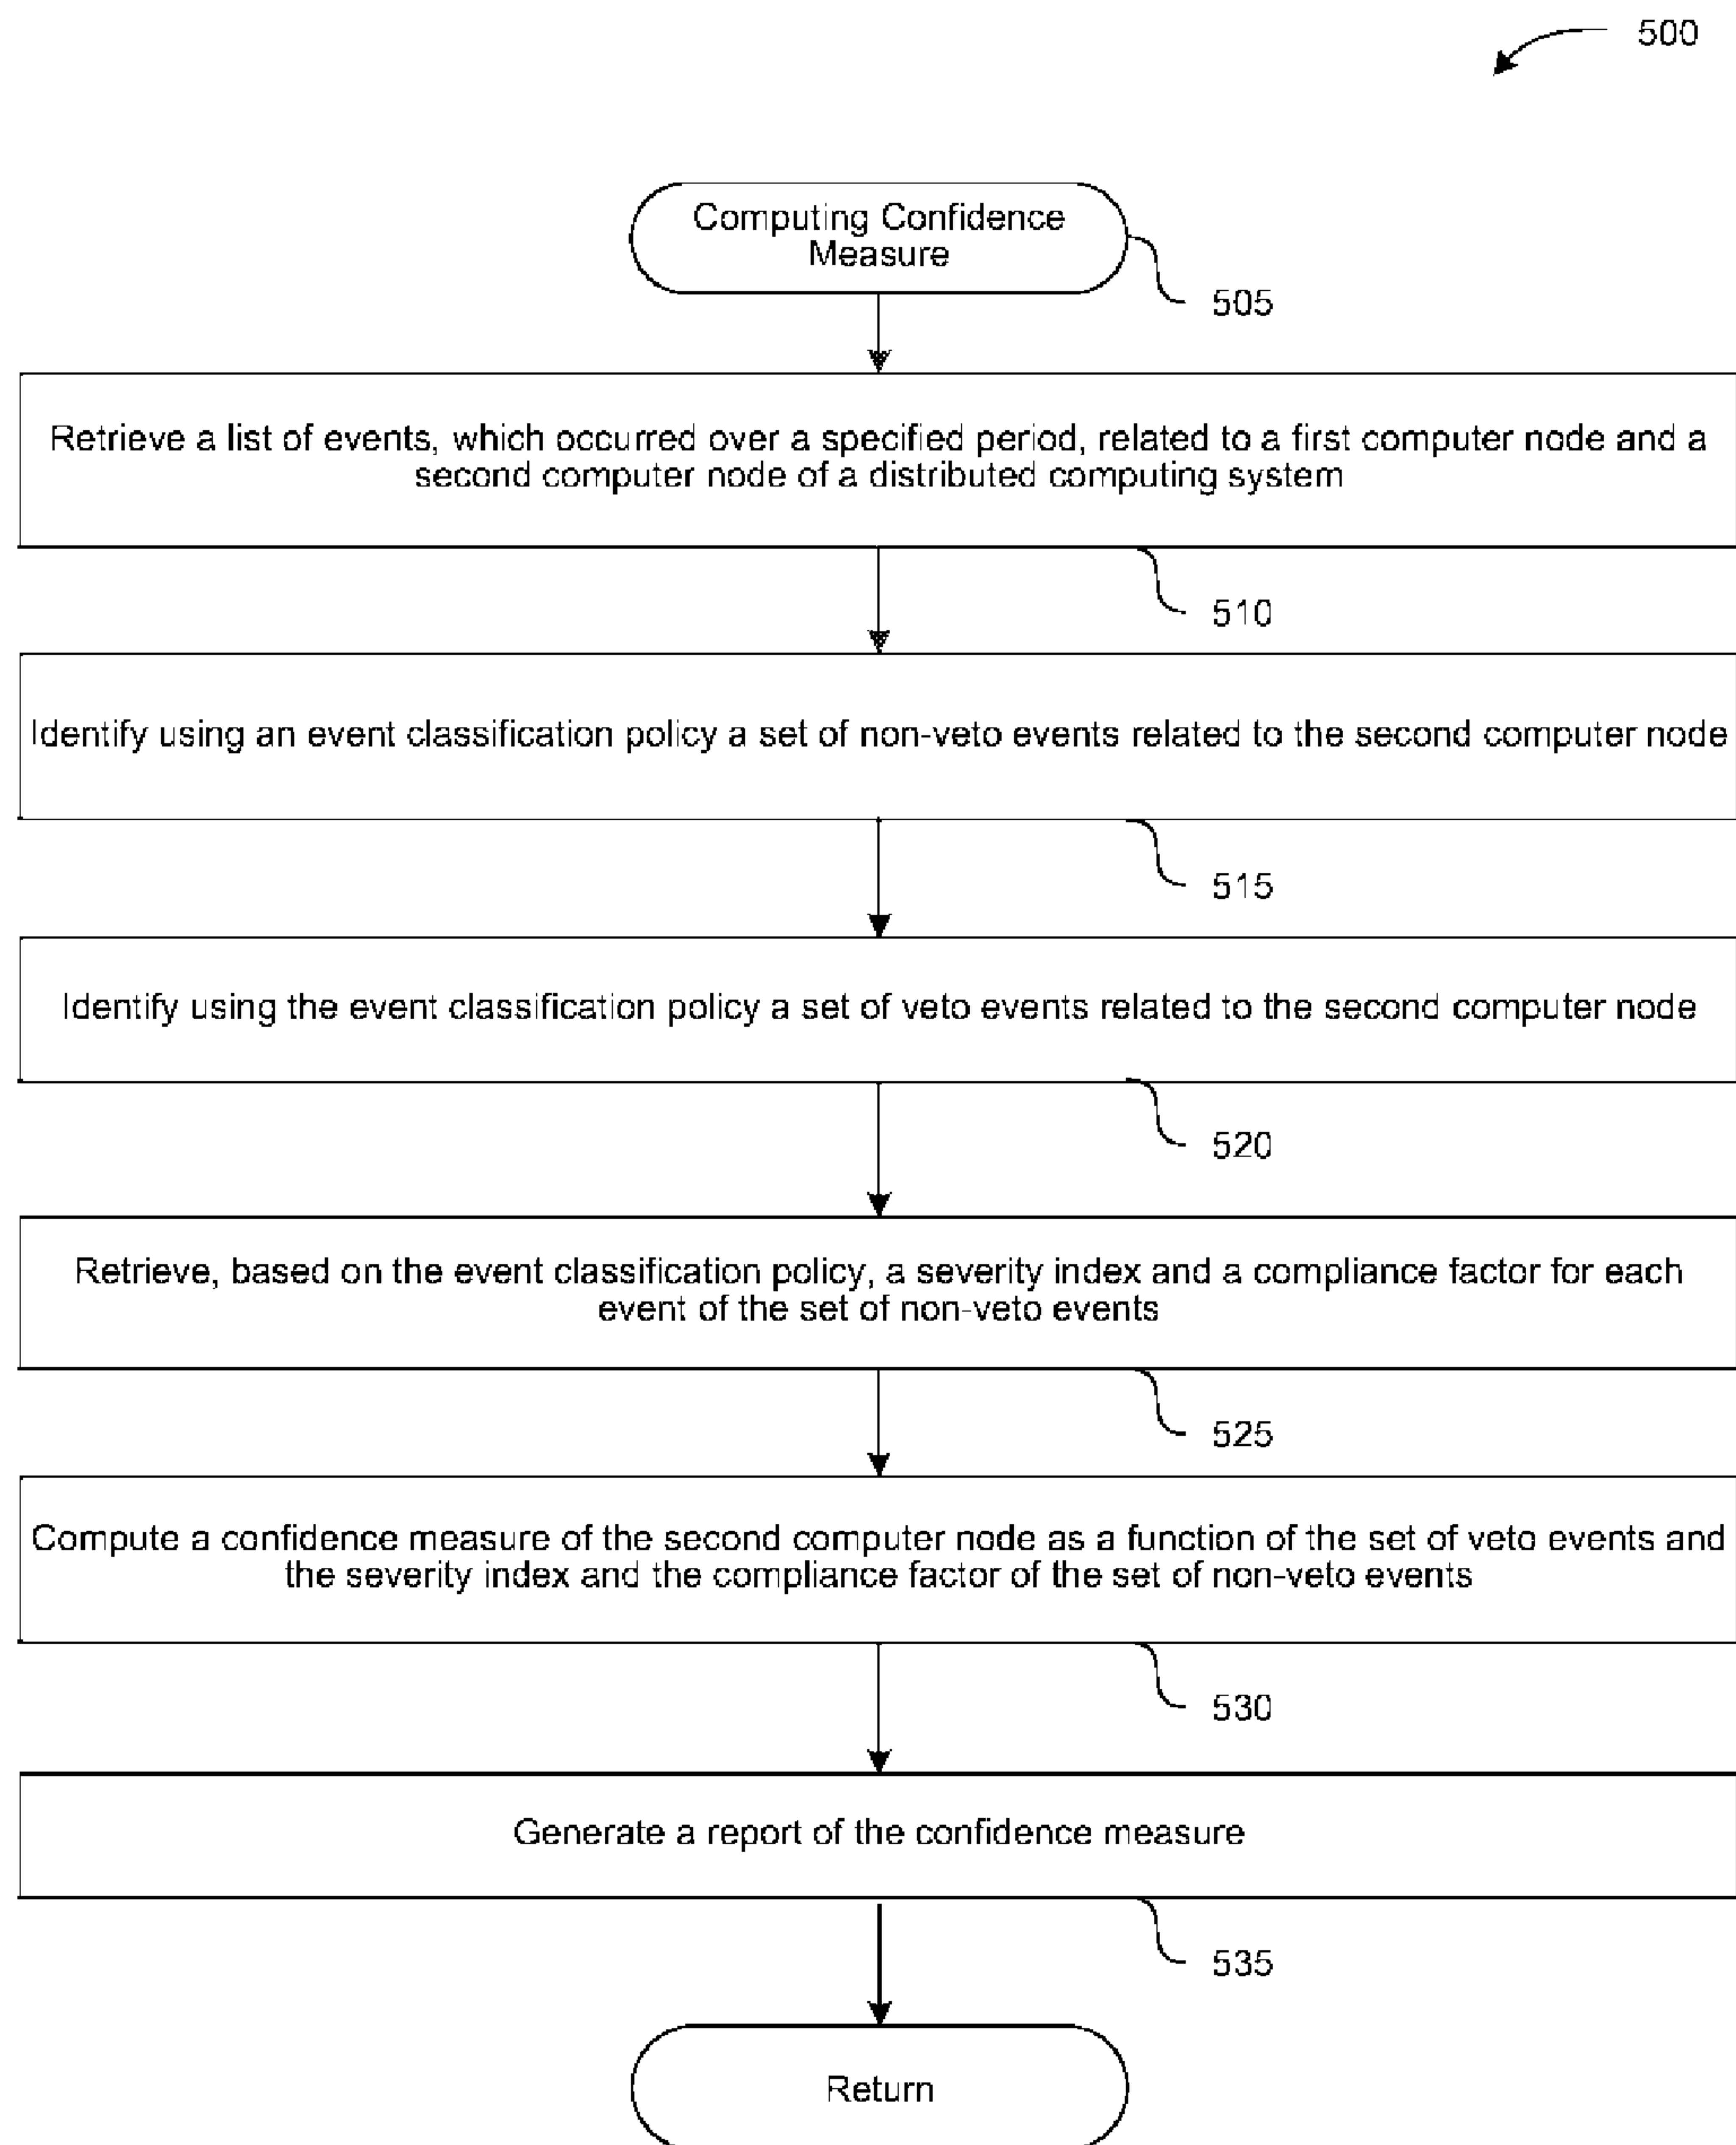 500
Computing Confidence
Measure
505
Retrieve a list of events, which occurred over a specified period, related to a first computer node and a
second computer node of a distributed computing system
510
Identify using an event classification policy a set of non-veto events related to the second computer node
515
Identify using the event classification policy a set of veto events related to the second computer node
520
Retrieve, based on the event classification policy, a severity index and a compliance factor for each
event of the set of non-veto events
525
Compute a confidence measure of the second computer node as a function of the set of veto events and
the severity index and the compliance factor of the set of non-veto events
530
Generate a report of the confidence measure
535
Return